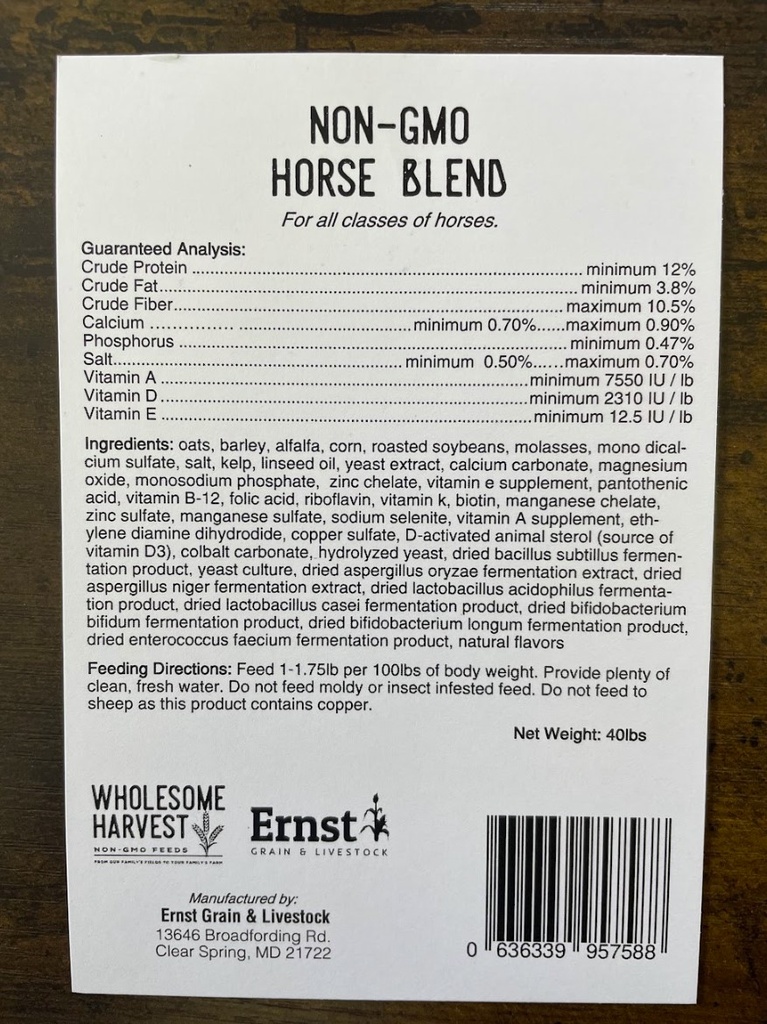 NON-GMO
HORSE BLEND
For all classes of horses.
Guaranteed Analysis:
Crude Protein ........ minimum 12%
Crude Fat........ minimum 3.8%
Crude Fiber........ maximum 10.5%
Calcium ........ minimum 0.70%......maximum 0.90%
Phosphorus ........ minimum 0.47%
Salt........ minimum 0.50%......maximum 0.70%
Vitamin A ........ minimum 7550 IU / lb
Vitamin D ........ minimum 2310 IU / lb
Vitamin E ........ minimum 12.5 IU / lb
Ingredients: oats, barley, alfalfa, corn, roasted soybeans, molasses, mono dical-
cium sulfate, salt, kelp, linseed oil, yeast extract, calcium carbonate, magnesium
oxide, monosodium phosphate, zinc chelate, vitamin e supplement, pantothenic
acid, vitamin B-12, folic acid, riboflavin, vitamin k, biotin, manganese chelate,
zinc sulfate, manganese sulfate, sodium selenite, vitamin A supplement, eth-
ylene diamine dihydrodide, copper sulfate, D-activated animal sterol (source of
vitamin D3), colbalt carbonate, hydrolyzed yeast, dried bacillus subtillus fermen-
tation product, yeast culture, dried aspergillus oryzae fermentation extract, dried
aspergillus niger fermentation extract, dried lactobacillus acidophilus fermenta-
tion product, dried lactobacillus casei fermentation product, dried bifidobacterium
bifidum fermentation product, dried bifidobacterium longum fermentation product,
dried enterococcus faecium fermentation product, natural flavors
Feeding Directions: Feed 1-1.75lb per 100lbs of body weight. Provide plenty of
clean, fresh water. Do not feed moldy or insect infested feed. Do not feed to
sheep as this product contains copper.
Net Weight: 40lbs
WHOLESOME
HARVEST
NON-GMO FEEDS
FROM OUR FAMILY'S FIELDS TO YOUR FAMILY'S FARM
Ernst
GRAIN & LIVESTOCK
Manufactured by:
Ernst Grain & Livestock
13646 Broadfording Rd.
Clear Spring, MD 21722
0 636339 957588